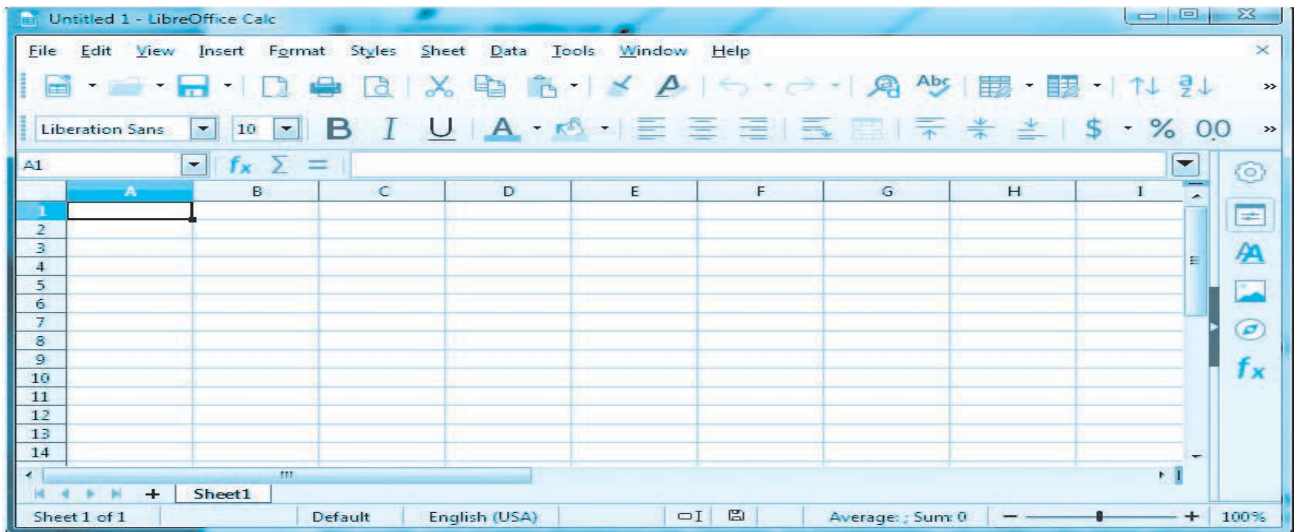 Untitled 1 - LibreOffice Calc
File Edit View Insert Format Styles Sheet Data Tools Window Help
Abc
Liberation Sans 10 B I U A $ % 0.0
A1 fx Σ =
A B C D E F G H I
1
2
3
4
5
6
7
8
9
10
11
12
13
14
Sheet1
Sheet 1 of 1 Default English (USA) Average: ; Sum: 0 100%